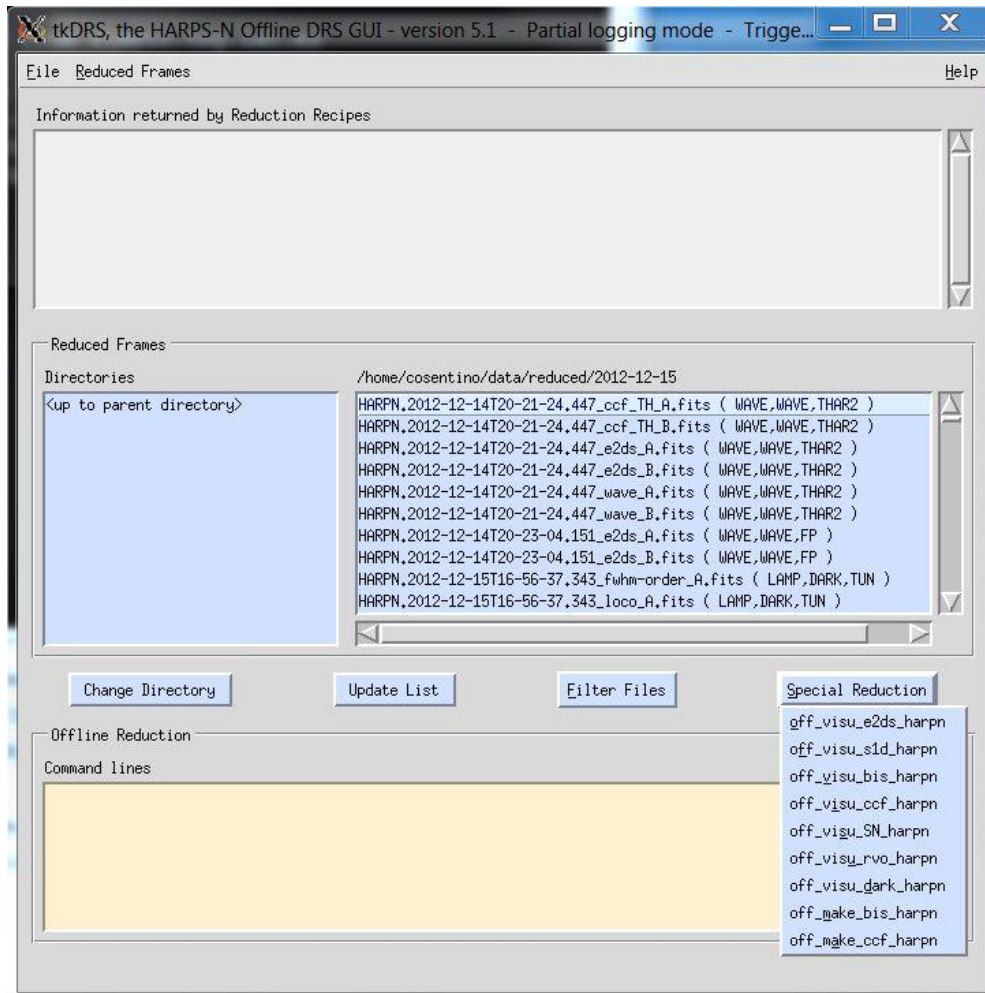 tkDRS, the HARPS-N Offline DRS GUI - version 5.1 - Partial logging mode - Trigge...
File Reduced Frames Help
Information returned by Reduction Recipes
Reduced Frames
Directories
/home/cosentino/data/reduced/2012-12-15
<up to parent directory>
HARPN.2012-12-14T20-21-24.447_ccf_TH_A.fits ( WAVE,WAVE,THAR2 )
HARPN.2012-12-14T20-21-24.447_ccf_TH_B.fits ( WAVE,WAVE,THAR2 )
HARPN.2012-12-14T20-21-24.447_e2ds_A.fits ( WAVE,WAVE,THAR2 )
HARPN.2012-12-14T20-21-24.447_e2ds_B.fits ( WAVE,WAVE,THAR2 )
HARPN.2012-12-14T20-21-24.447_wave_A.fits ( WAVE,WAVE,THAR2 )
HARPN.2012-12-14T20-21-24.447_wave_B.fits ( WAVE,WAVE,THAR2 )
HARPN.2012-12-14T20-23-04.151_e2ds_A.fits ( WAVE,WAVE,FP )
HARPN.2012-12-14T20-23-04.151_e2ds_B.fits ( WAVE,WAVE,FP )
HARPN.2012-12-15T16-56-37.343_fwhm-order_A.fits ( LAMP,DARK,TUN )
HARPN.2012-12-15T16-56-37.343_loco_A.fits ( LAMP,DARK,TUN )
Change Directory
Update List
Filter Files
Special Reduction
off_visu_e2ds_harpn
off_visu_s1d_harpn
off_visu_bis_harpn
off_visu_ccf_harpn
off_visu_SN_harpn
off_visu_rvo_harpn
off_visu_dark_harpn
off_make_bis_harpn
off_make_ccf_harpn
Offline Reduction
Command lines